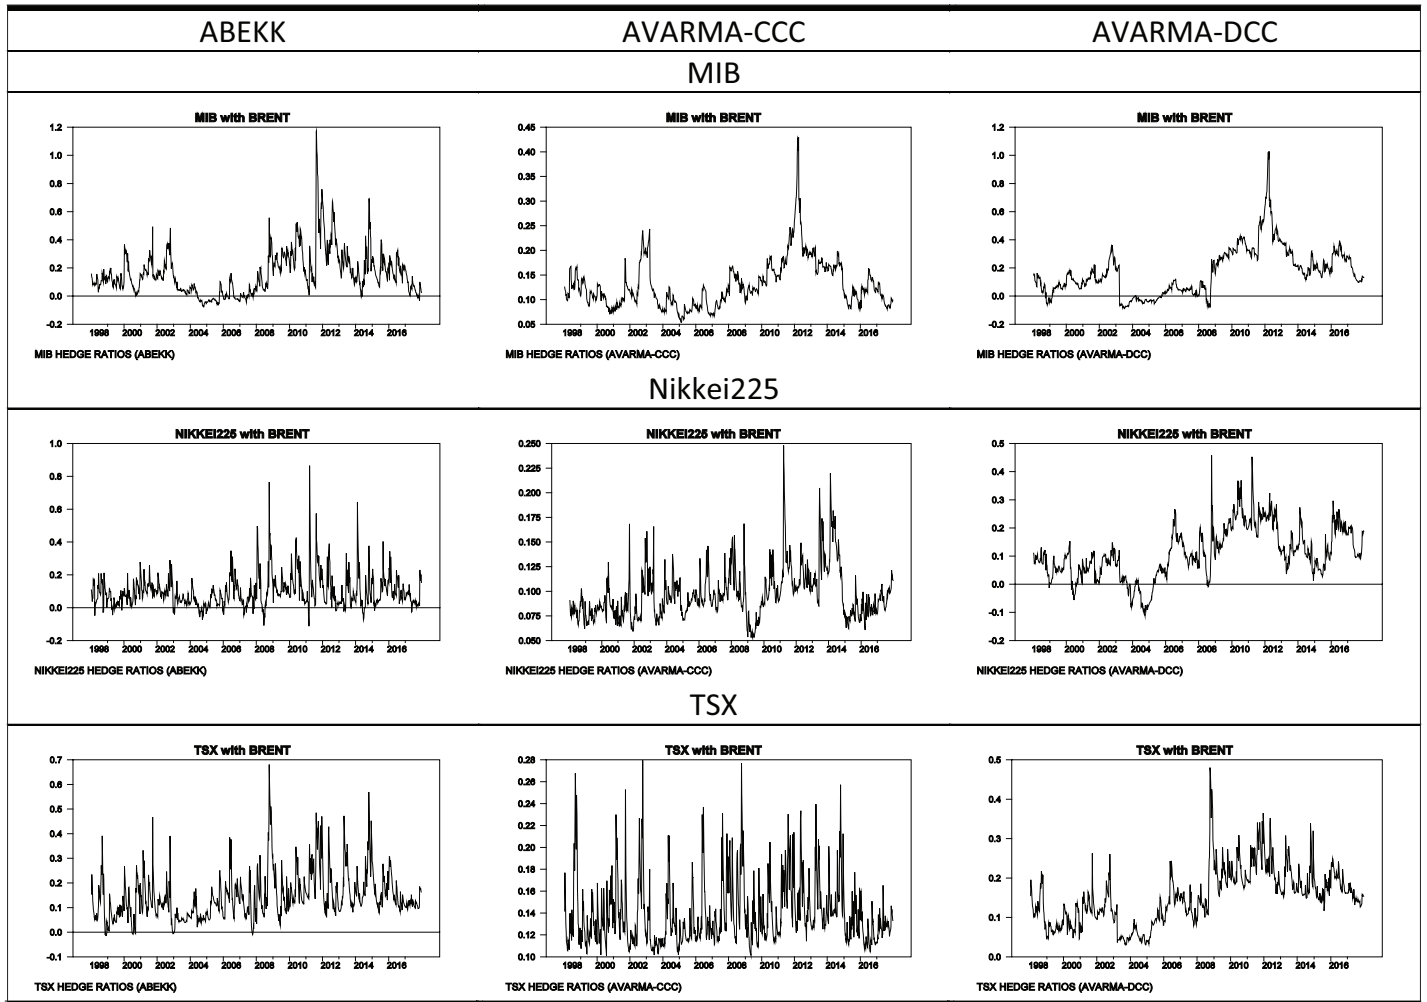 ABEKK AVARMA-CCC AVARMA-DCC
MIB
MIB with BRENT
1.2
1.0
0.8
0.6
0.4
0.2
0.0
-0.2
1998 2000 2002 2004 2006 2008 2010 2012 2014 2016
MIB HEDGE RATIOS (ABEKK)
MIB with BRENT
0.45
0.40
0.35
0.30
0.25
0.20
0.15
0.10
0.05
1998 2000 2002 2004 2006 2008 2010 2012 2014 2016
MIB HEDGE RATIOS (AVARMA-CCC)
MIB with BRENT
1.2
1.0
0.8
0.6
0.4
0.2
0.0
-0.2
1998 2000 2002 2004 2006 2008 2010 2012 2014 2016
MIB HEDGE RATIOS (AVARMA-DCC)
Nikkei225
NIKKEI225 with BRENT
1.0
0.8
0.6
0.4
0.2
0.0
-0.2
1998 2000 2002 2004 2006 2008 2010 2012 2014 2016
NIKKEI225 HEDGE RATIOS (ABEKK)
NIKKEI225 with BRENT
0.250
0.225
0.200
0.175
0.150
0.125
0.100
0.075
0.050
1998 2000 2002 2004 2006 2008 2010 2012 2014 2016
NIKKEI225 HEDGE RATIOS (AVARMA-CCC)
NIKKEI225 with BRENT
0.5
0.4
0.3
0.2
0.1
0.0
-0.1
-0.2
1998 2000 2002 2004 2006 2008 2010 2012 2014 2016
NIKKEI225 HEDGE RATIOS (AVARMA-DCC)
TSX
TSX with BRENT
0.7
0.6
0.5
0.4
0.3
0.2
0.1
0.0
-0.1
1998 2000 2002 2004 2006 2008 2010 2012 2014 2016
TSX HEDGE RATIOS (ABEKK)
TSX with BRENT
0.28
0.26
0.24
0.22
0.20
0.18
0.16
0.14
0.12
0.10
1998 2000 2002 2004 2006 2008 2010 2012 2014 2016
TSX HEDGE RATIOS (AVARMA-CCC)
TSX with BRENT
0.5
0.4
0.3
0.2
0.1
0.0
1998 2000 2002 2004 2006 2008 2010 2012 2014 2016
TSX HEDGE RATIOS (AVARMA-DCC)